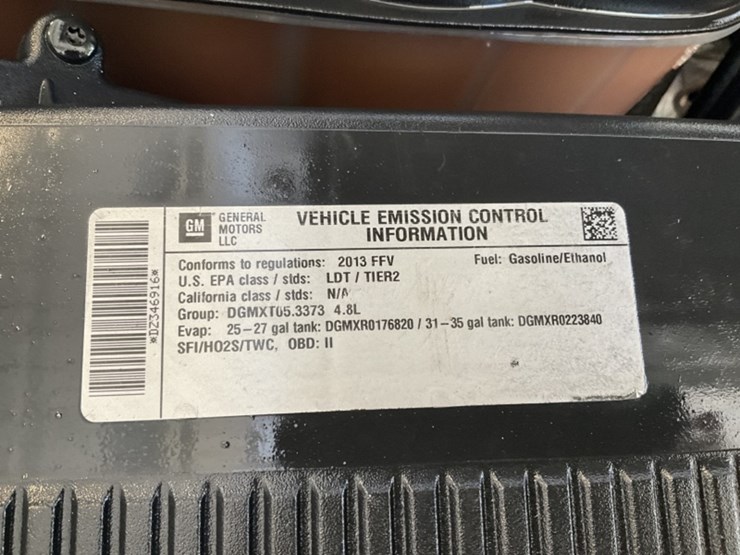 GM GENERAL MOTORS LLC
VEHICLE EMISSION CONTROL
INFORMATION
Conforms to regulations: 2013 FFV Fuel: Gasoline/Ethanol
U.S. EPA class / stds: LDT / TIER2
California class / stds: N/A
Group: DGMXT05.3373 4.8L
Evap: 25-27 gal tank: DGMXR0176820 / 31-35 gal tank: DGMXR0223840
SFI/HO2S/TWC, OBD: II
*DZ346916*